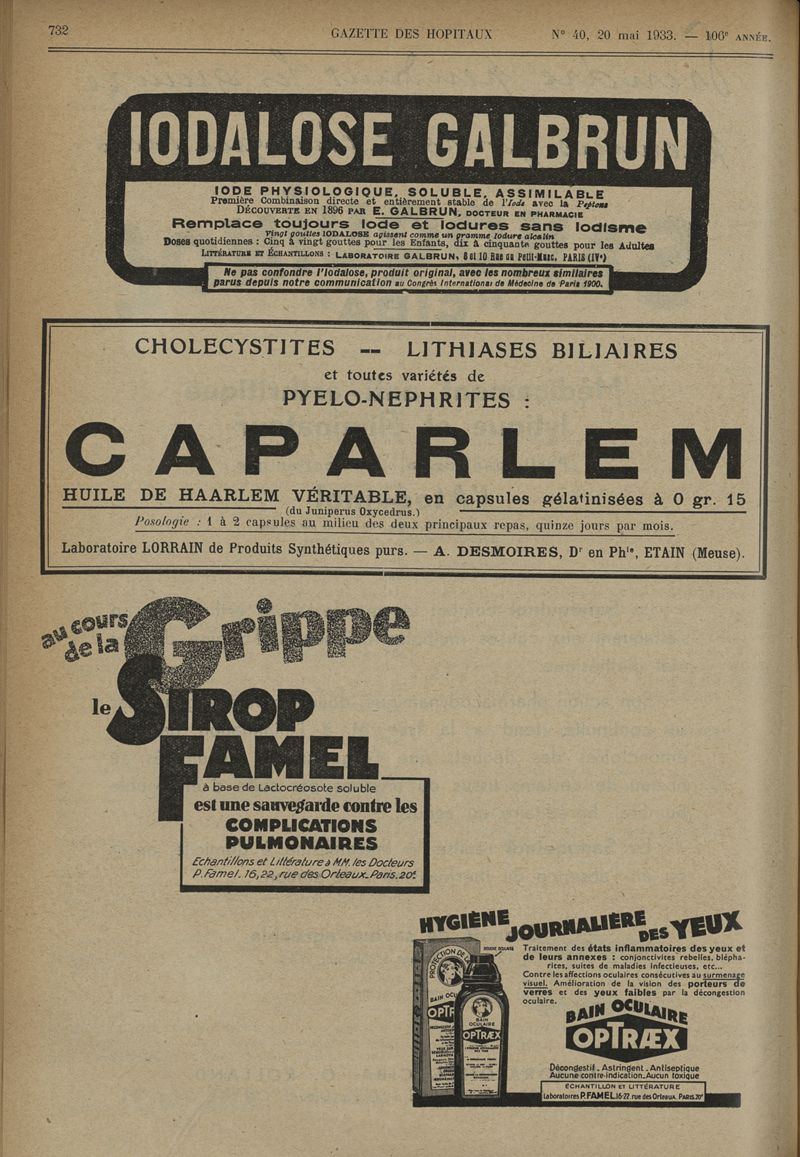 732 GAZETTE DES HOPITAUX N° 40, 20 mai 1933. — 106e ANNÉE.
IODALOSE GALBRUN
IODE PHYSIOLOGIQUE, SOLUBLE, ASSIMILABLE
Première Combinaison directe et entièrement stable de l'Iode avec la Peptone
DÉCOUVERTE EN 1896 PAR E. GALBRUN, DOCTEUR EN PHARMACIE
Remplace toujours Iode et Iodures sans Iodisme
Vingt gouttes IODALOSE agissent comme un gramme Iodure alcalin
Doses quotidiennes : Cinq à vingt gouttes pour les Enfants, dix à cinquante gouttes pour les Adultes
LITTÉRATURE ET ÉCHANTILLONS : LABORATOIRE GALBRUN, 8 et 10 Rue du Petit-Musc, PARIS (IVe)
Ne pas confondre l'Iodalose, produit original, avec les nombreux similaires
parus depuis notre communication au Congrès International de Médecine de Paris 1900.
CHOLECYSTITES -- LITHIASES BILIAIRES
et toutes variétés de
PYELO-NEPHRITES :
CAPARLEM
HUILE DE HAARLEM VÉRITABLE, en capsules gélatinisées à 0 gr. 15
(du Juniperus Oxycedrus.)
Posologie : 1 à 2 capsules au milieu des deux principaux repas, quinze jours par mois.
Laboratoire LORRAIN de Produits Synthétiques purs. — A. DESMOIRES, Dr en Phie, ETAIN (Meuse).
au cours
de la Grippe
le SIROP
FAMEL
à base de Lactocréosote soluble
est une sauvegarde contre les
COMPLICATIONS
PULMONAIRES
Echantillons et Littérature à MM. les Docteurs
P. Famel. 16,22, rue des Orteaux_Paris. 20e
HYGIÈNE JOURNALIÈRE DES YEUX
Traitement des états inflammatoires des yeux et
de leurs annexes : conjonctivites rebelles, blépha-
rites, suites de maladies infectieuses, etc...
Contre les affections oculaires consécutives au surmenage
visuel. Amélioration de la vision des porteurs de
verres et des yeux faibles par la décongestion
oculaire.
PROTECTION DE LA
BAIN OCU
OPTR
BAIN
OCULAIRE
OPTRÆX
BAIN OCULAIRE
OPTRÆX
Décongestif _ Astringent _ Antiseptique
Aucune contre-indication_Aucun toxique
ÉCHANTILLON ET LITTÉRATURE
Laboratoires P. FAMEL. 16-22 rue des Orteaux, PARIS. 20e